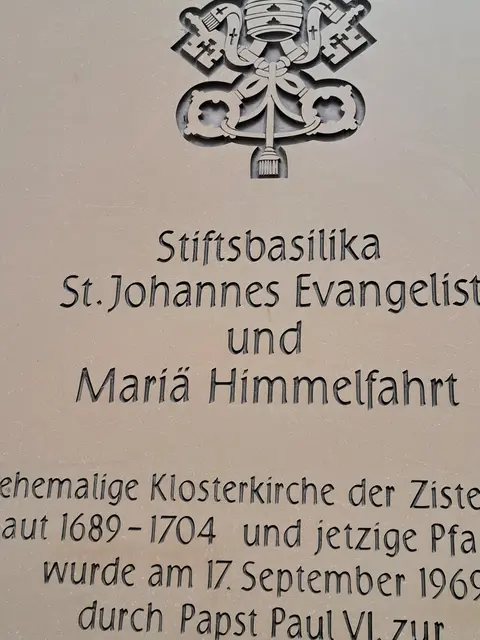 Stiftsbasilika
St. Johannes Evangelist
und
Mariä Himmelfahrt
ehemalige Klosterkirche der Ziste
aut 1689-1704 und jetzige Pfa
wurde am 17. September 1969
durch Papst Paul VI. zur